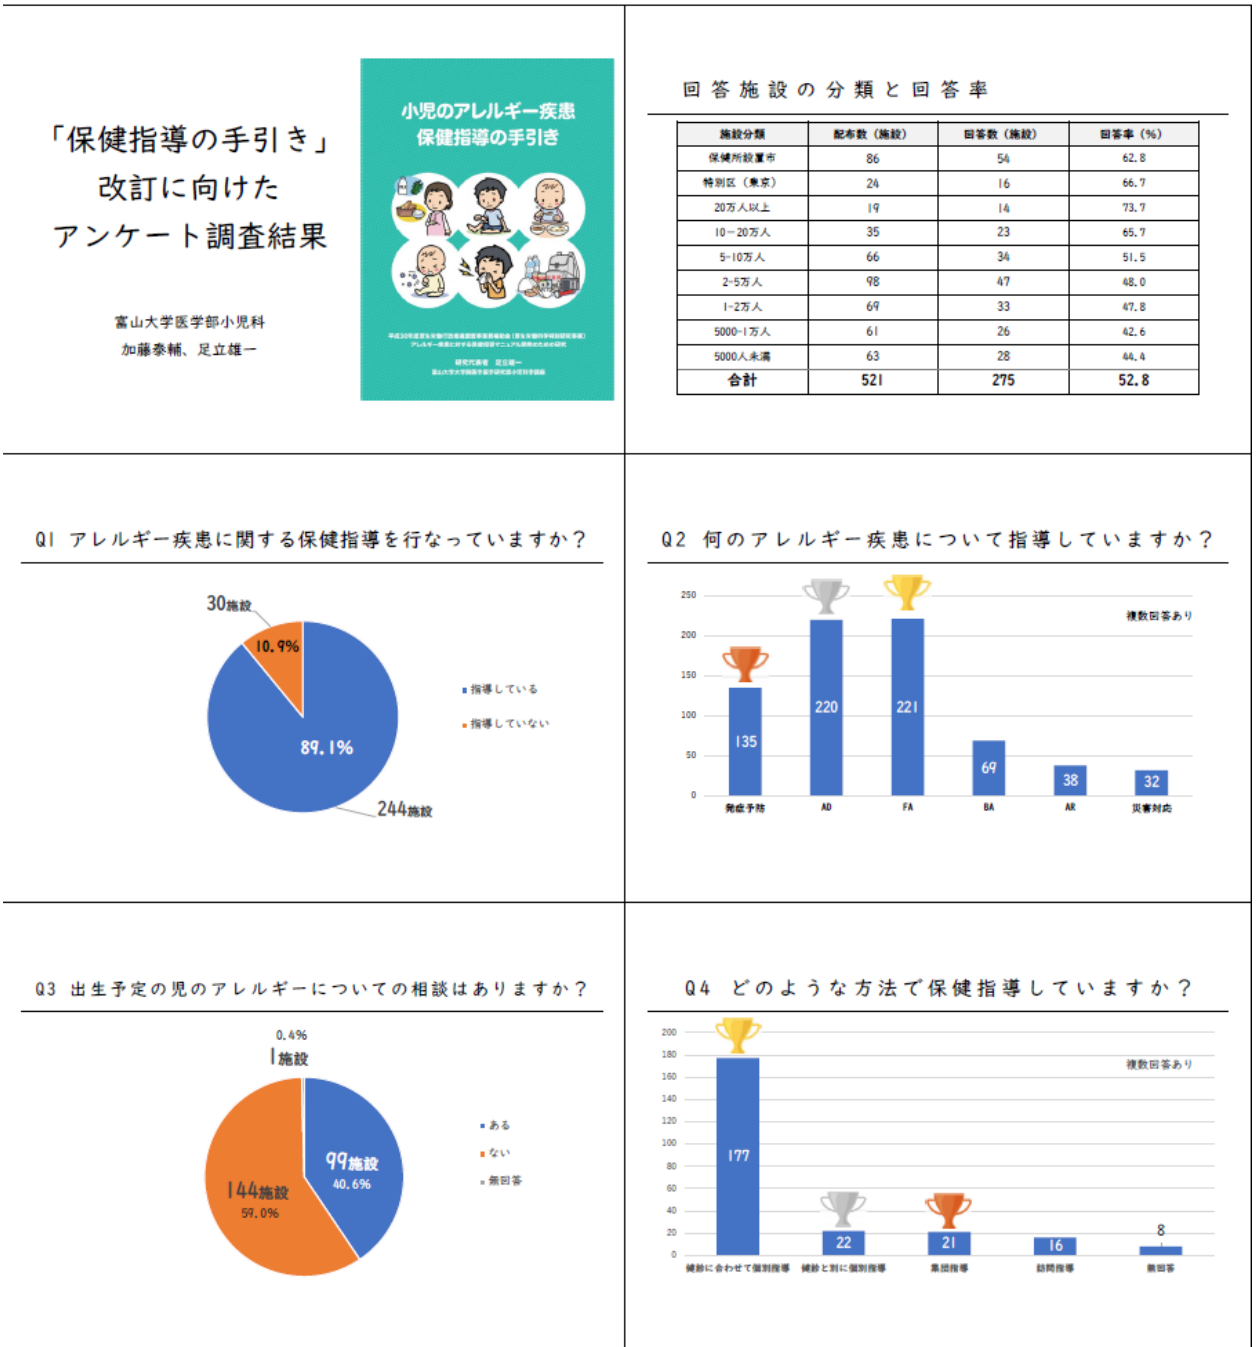 「保健指導の手引き」
改訂に向けた
アンケート調査結果
富山大学医学部小児科
加藤泰輔、足立雄一
小児のアレルギー疾患
保健指導の手引き
研究代表者 足立雄一
回答施設の分類と回答率
施設分類 配布数（施設） 回答数（施設） 回答率（%）
保健所設置市 86 54 62.8
特別区（東京） 24 16 66.7
20万人以上 19 14 73.7
10−20万人 35 23 65.7
5-10万人 66 34 51.5
2-5万人 98 47 48.0
1-2万人 69 33 47.8
5000-1万人 61 26 42.6
5000人未満 63 28 44.4
合計 521 275 52.8
Q1 アレルギー疾患に関する保健指導を行なっていますか？
30施設
10.9%
89.1%
244施設
指導している
指導していない
Q2 何のアレルギー疾患について指導していますか？
複数回答あり
250
200
150
100
50
0
135
220
221
69
38
32
発症予防 AD FA BA AR 災害対応
Q3 出生予定の児のアレルギーについての相談はありますか？
0.4%
1施設
99施設
40.6%
144施設
59.0%
ある
ない
無回答
Q4 どのような方法で保健指導していますか？
複数回答あり
200
180
160
140
120
100
80
60
40
20
0
177
22
21
16
8
健診に合わせて個別指導 健診と別に個別指導 集団指導 訪問指導 無回答